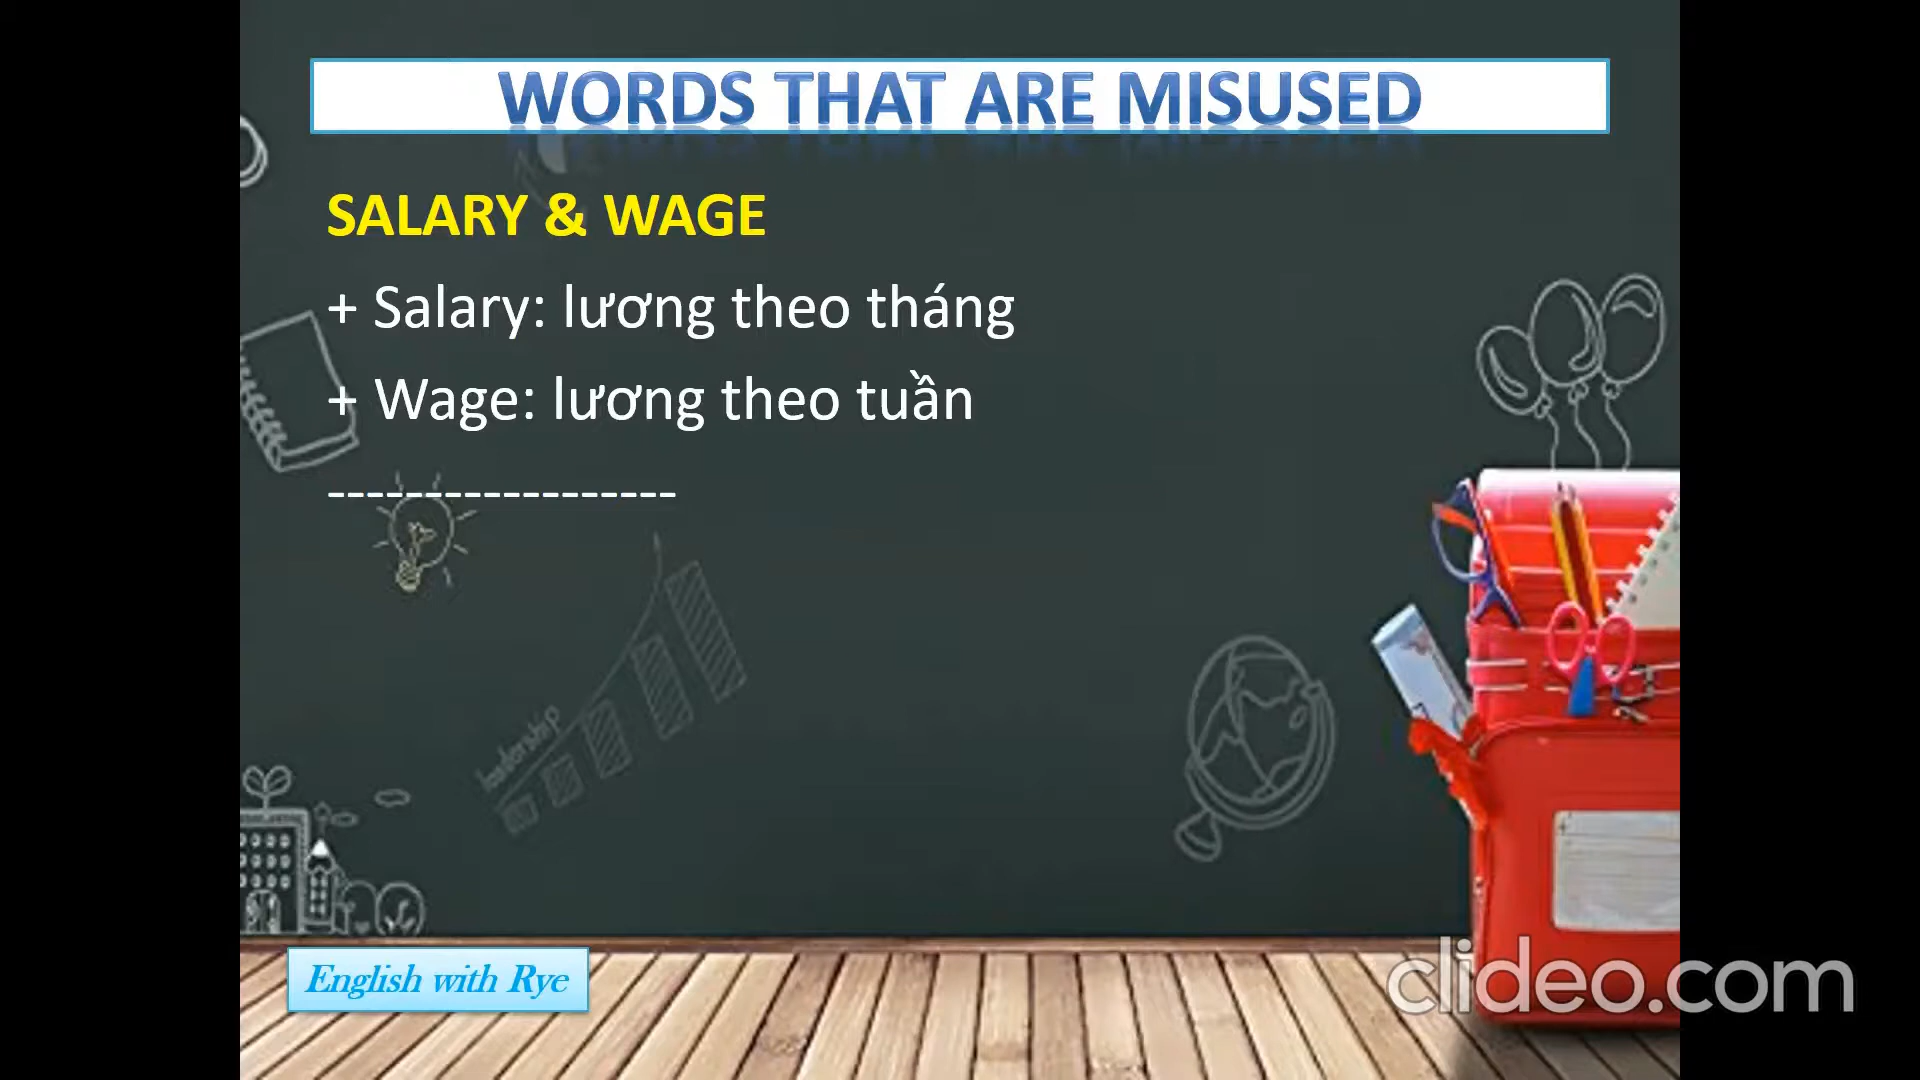 WORDS THAT ARE MISUSED
SALARY & WAGE
+ Salary: lương theo tháng
+ Wage: lương theo tuần
------------------
leadership
English with Rye
clideo.com